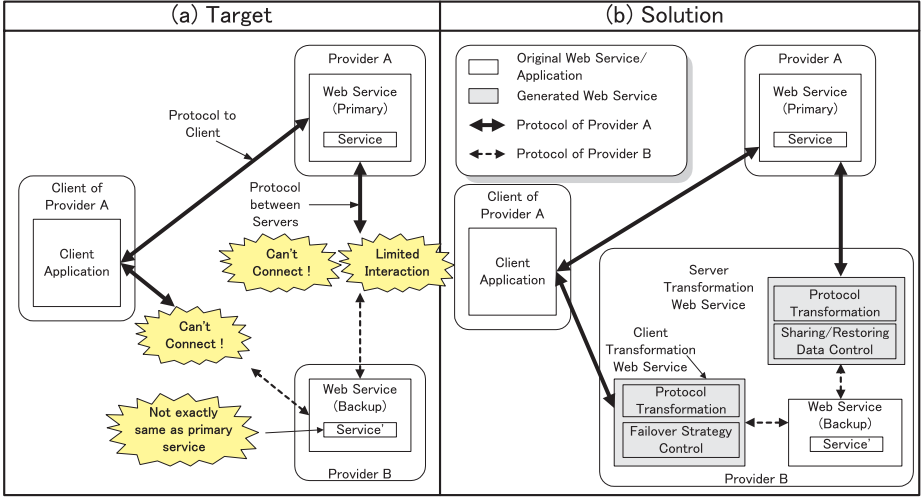 (a) Target
Provider A
Web Service
(Primary)
Service
Protocol to
Client
Protocol
between
Servers
Client of
Provider A
Client
Application
Can't
Connect !
Limited
Interaction
Can't
Connect !
Not exactly
same as primary
service
Web Service
(Backup)
Service'
Provider B
(b) Solution
Original Web Service/
Application
Generated Web Service
Protocol of Provider A
Protocol of Provider B
Provider A
Web Service
(Primary)
Service
Client of
Provider A
Client
Application
Server
Transformation
Web Service
Protocol
Transformation
Sharing/Restoring
Data Control
Client
Transformation
Web Service
Protocol
Transformation
Failover Strategy
Control
Web Service
(Backup)
Service'
Provider B